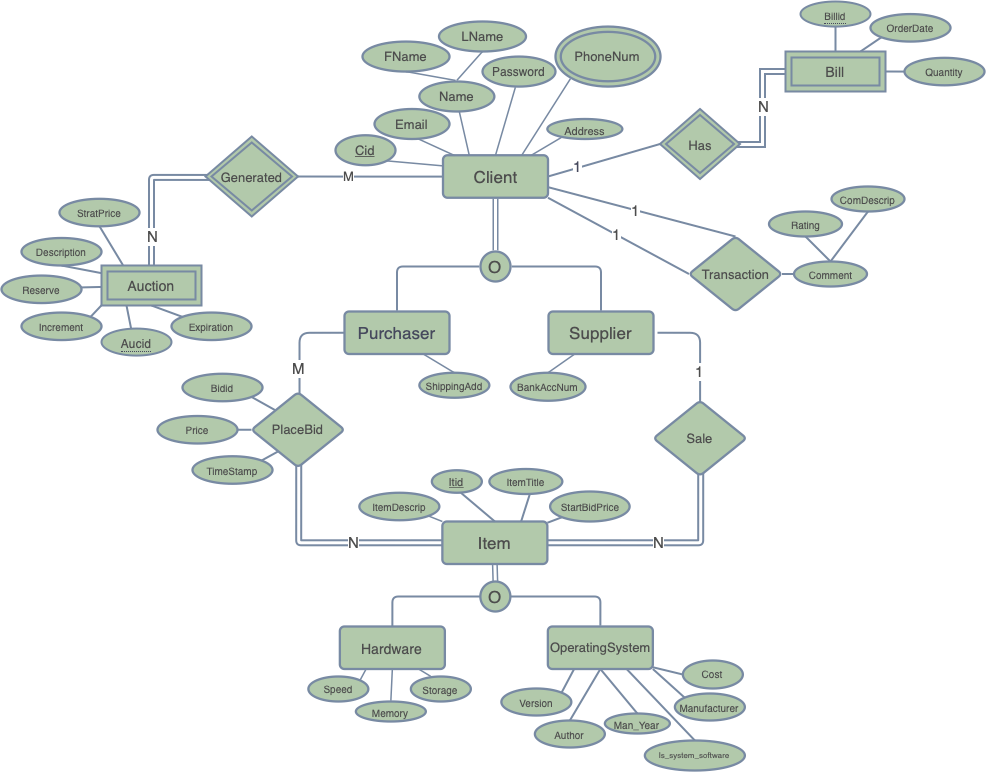 Billid
OrderDate
Quantity
Bill
N
Has
LName
FName
Password
PhoneNum
Name
Email
Address
Cid
Client
1
M
Generated
N
StratPrice
Description
Reserve
Increment
Aucid
Expiration
Auction
1
1
Transaction
ComDescrip
Rating
Comment
O
Purchaser
Supplier
ShippingAdd
BankAccNum
M
1
Bidid
Price
TimeStamp
PlaceBid
Sale
Itid
ItemTitle
ItemDescrip
StartBidPrice
N
Item
N
O
Hardware
OperatingSystem
Speed
Memory
Storage
Version
Author
Man_Year
Is_system_software
Manufacturer
Cost